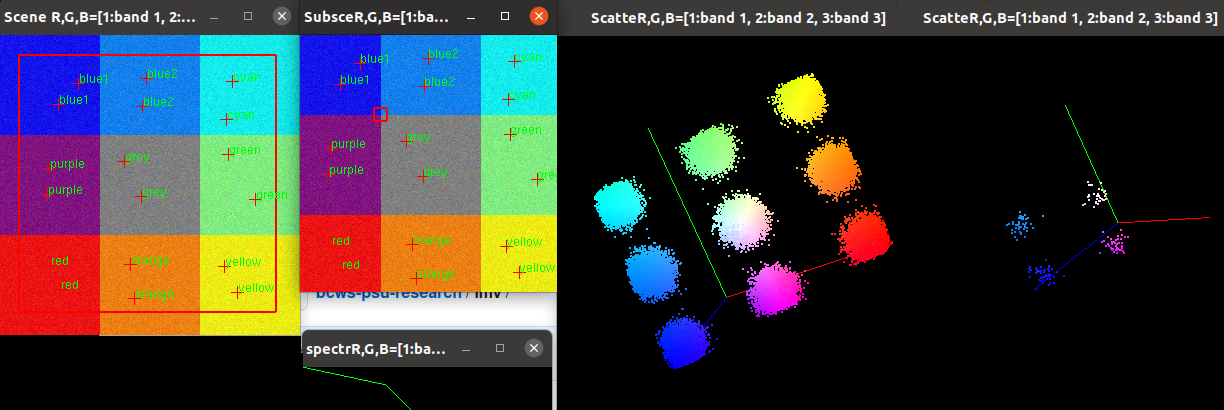 Scene R,G,B=[1:band 1, 2:...
SubsceR,G,B=[1:ba...
ScatteR,G,B=[1:band 1, 2:band 2, 3:band 3]
ScatteR,G,B=[1:band 1, 2:band 2, 3:band 3]
blue1
blue2
cyan
blue1
blue2
cyan
purple
grey
green
purple
grey
green
red
orange
yellow
red
orange
yellow
blue1
blue2
cyan
blue1
blue2
cyan
purple
grey
green
purple
grey
gree
red
orange
yellow
red
orange
yellow
bcws-psu-research /
spectrR,G,B=[1:ba...